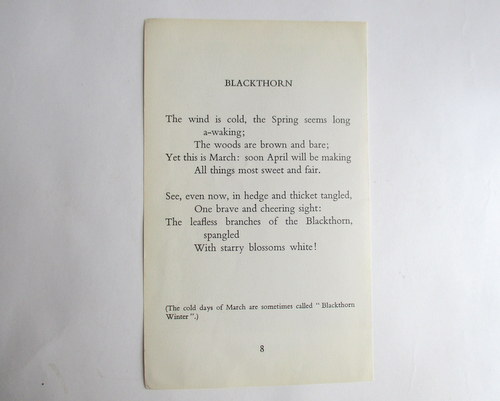 BLACKTHORN
The wind is cold, the Spring seems long
a-waking;
The woods are brown and bare;
Yet this is March: soon April will be making
All things most sweet and fair.
See, even now, in hedge and thicket tangled,
One brave and cheering sight:
The leafless branches of the Blackthorn,
spangled
With starry blossoms white!
(The cold days of March are sometimes called " Blackthorn
Winter ".)
8